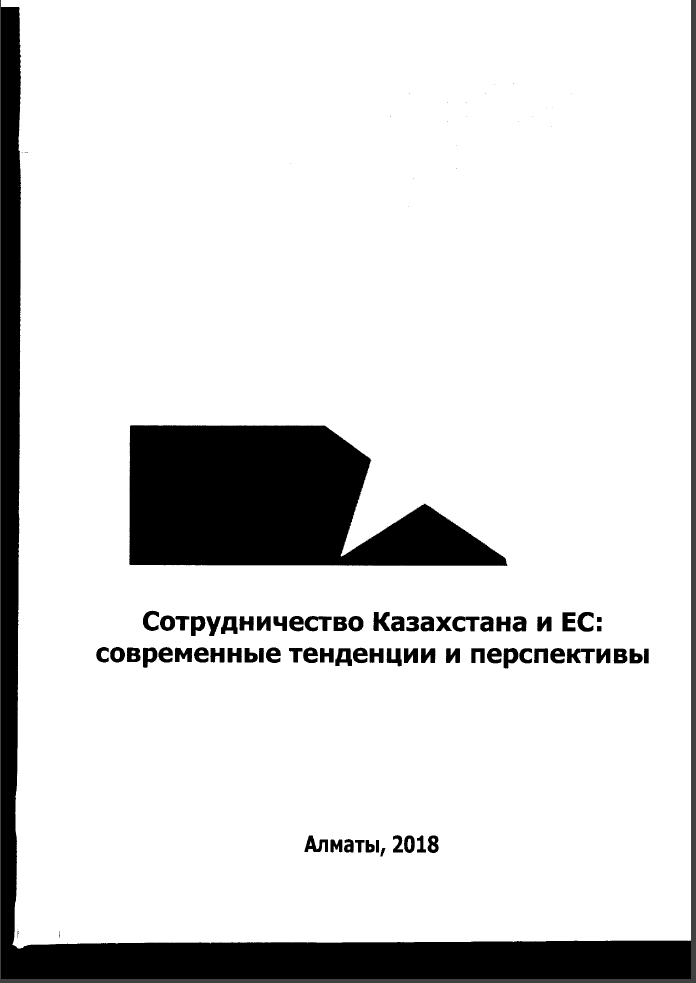 Сотрудничество Казахстана и ЕС:
современные тенденции и перспективы
Алматы, 2018